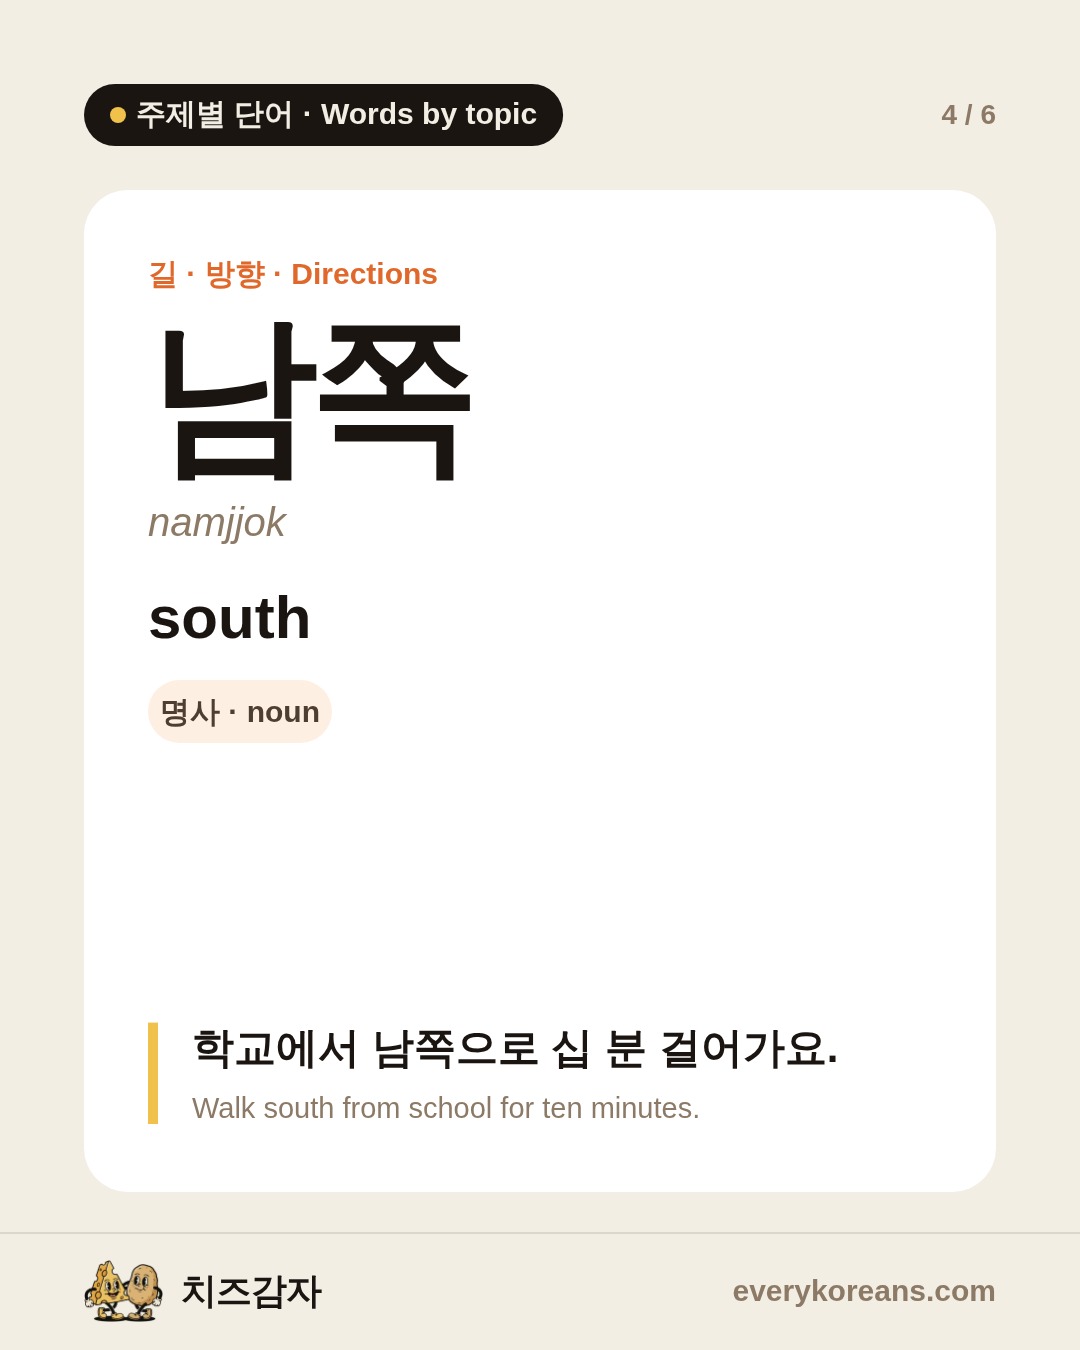 주제별 단어 · Words by topic
4 / 6
길 · 방향 · Directions
남쪽
namjjok
south
명사 · noun
학교에서 남쪽으로 십 분 걸어가요.
Walk south from school for ten minutes.
치즈감자
everykoreans.com